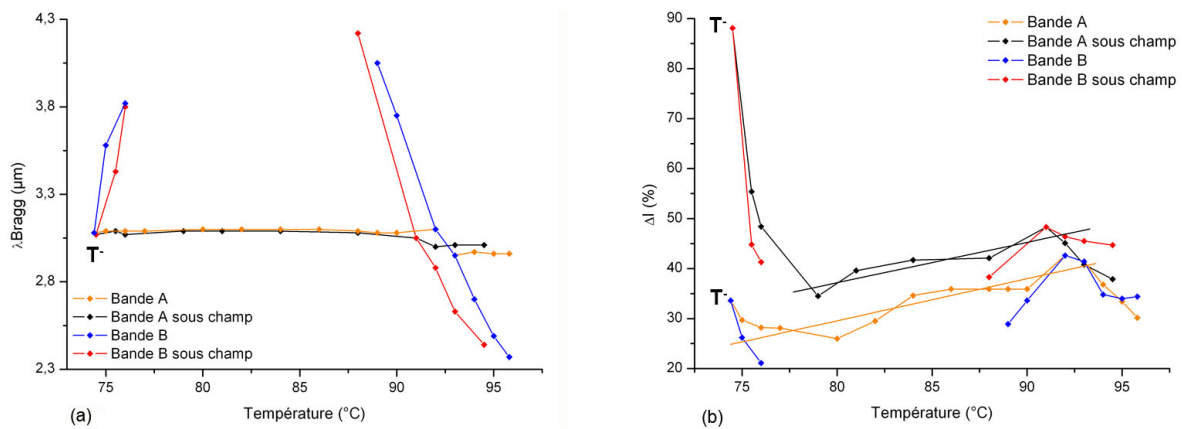 4,3
3,8
3,3
2,8
2,3
λBragg (µm)
T-
Bande A
Bande A sous champ
Bande B
Bande B sous champ
75
80
85
90
95
(a)
Température (°C)
90
80
70
60
50
40
30
20
ΔI (%)
T-
T-
Bande A
Bande A sous champ
Bande B
Bande B sous champ
75
80
85
90
95
(b)
Température (°C)